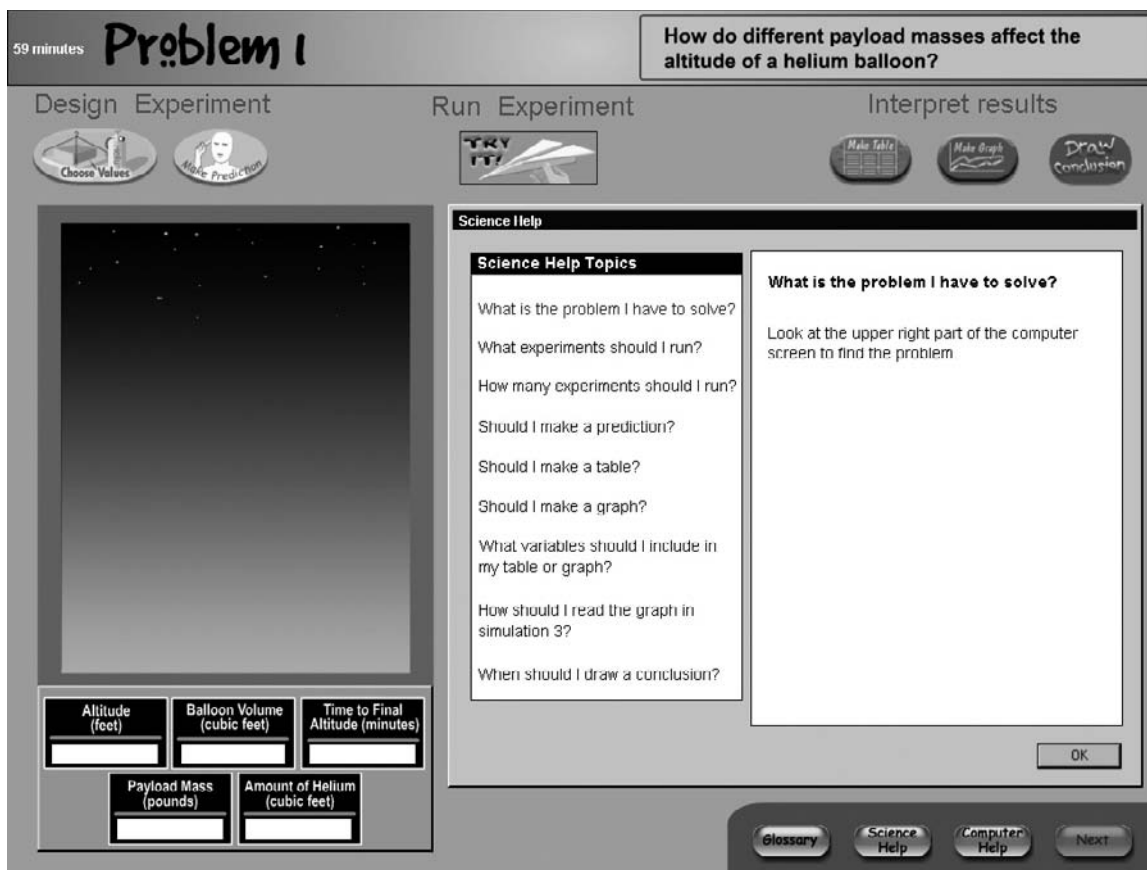 59 minutes
Problem 1
How do different payload masses affect the
altitude of a helium balloon?
Design Experiment
Run Experiment
Interpret results
Choose Values
Make Prediction
TRY
IT!
Make Table
Make Graph
Draw
Conclusion
Science Help
Science Help Topics
What is the problem I have to solve?
What experiments should I run?
How many experiments should I run?
Should I make a prediction?
Should I make a table?
Should I make a graph?
What variables should I include in
my table or graph?
How should I read the graph in
simulation 3?
When should I draw a conclusion?
What is the problem I have to solve?
Look at the upper right part of the computer
screen to find the problem
OK
Altitude
(feet)
Balloon Volume
(cubic feet)
Time to Final
Altitude (minutes)
Payload Mass
(pounds)
Amount of Helium
(cubic feet)
Glossary
Science
Help
Computer
Help
Next